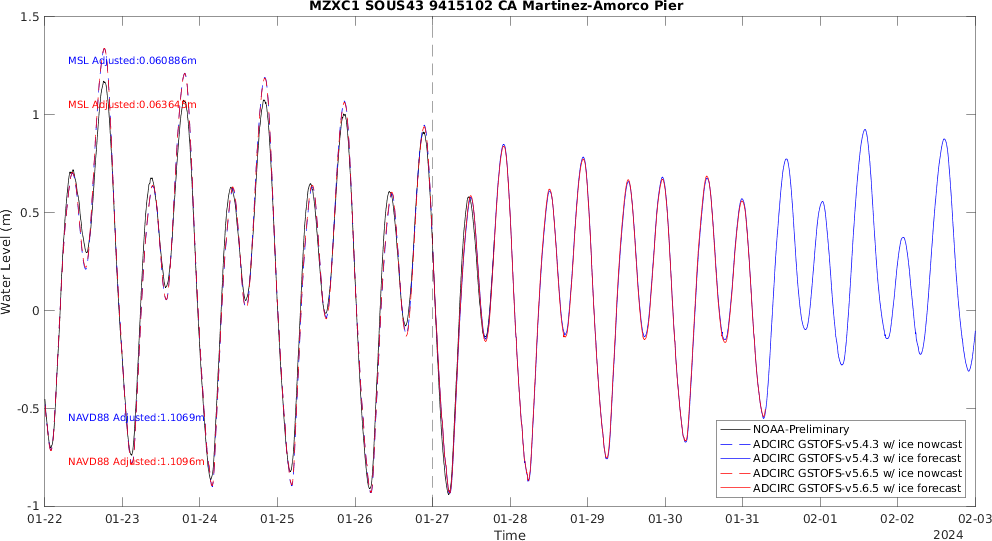 MZXC1 SOUS43 9415102 CA Martinez-Amorco Pier
Water Level (m)
1.5
1
0.5
0
-0.5
-1
MSL Adjusted:0.060886m
MSL Adjusted:0.06364
NAVD88 Adjusted:1.1069m
NAVD88 Adjusted:1.1096m
NOAA-Preliminary
ADCIRC GSTOFS-v5.4.3 w/ ice nowcast
ADCIRC GSTOFS-v5.4.3 w/ ice forecast
ADCIRC GSTOFS-v5.6.5 w/ ice nowcast
ADCIRC GSTOFS-v5.6.5 w/ ice forecast
01-22 01-23 01-24 01-25 01-26 01-27 01-28 01-29 01-30 01-31 02-01 02-02 02-03
Time
2024